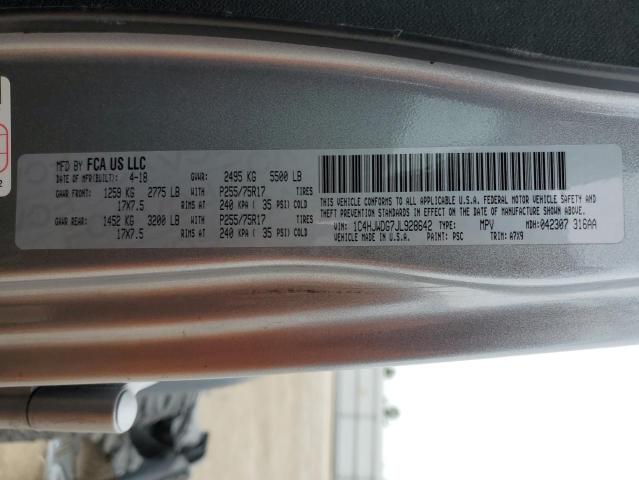 MFD BY FCA US LLC
DATE OF MFR(BUILT): 4-18 GVWR: 2495 KG 5500 LB
GAWR FRONT: 1259 KG 2775 LB WITH P255/75R17 TIRES
17X7.5 RIMS AT 240 KPA ( 35 PSI) COLD
GAWR REAR: 1452 KG 3200 LB WITH P255/75R17 TIRES
17X7.5 RIMS AT 240 KPA ( 35 PSI) COLD
THIS VEHICLE CONFORMS TO ALL APPLICABLE U.S.A. FEDERAL MOTOR VEHICLE SAFETY AND
THEFT PREVENTION STANDARDS IN EFFECT ON THE DATE OF MANUFACTURE SHOWN ABOVE.
VIN: 1C4HJWDG7JL928642 TYPE: MPV MDH: 042307 316AA
VEHICLE MADE IN U.S.A. PAINT: PSC TRIM: A7X9